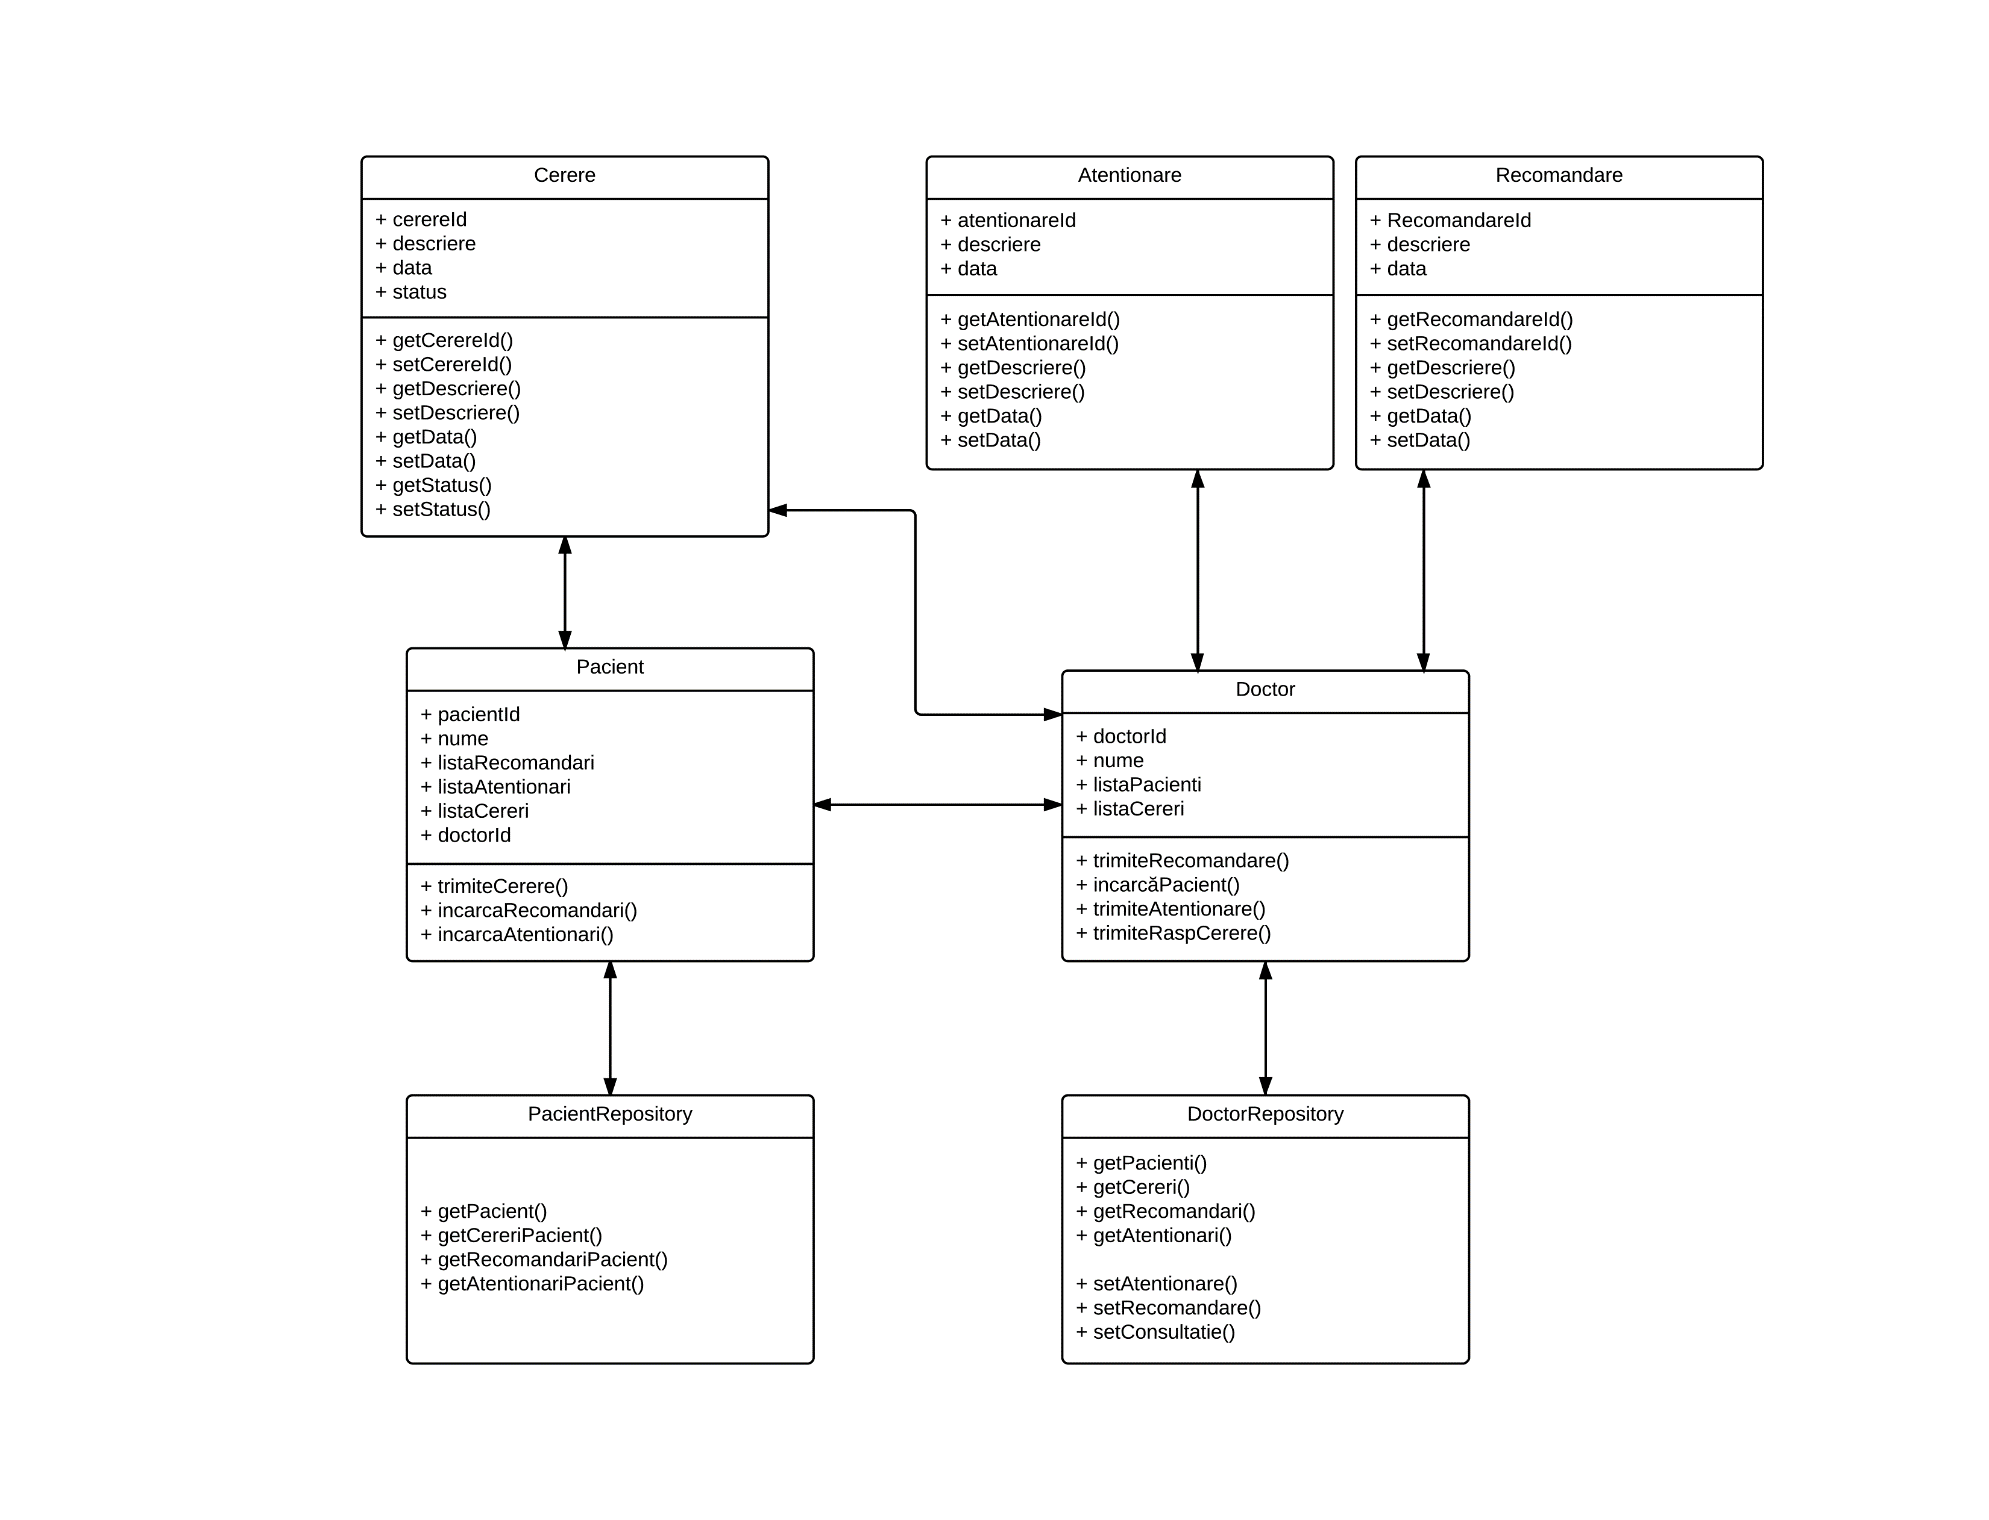 Cerere
+ cerereId
+ descriere
+ data
+ status
+ getCerereId()
+ setCerereId()
+ getDescriere()
+ setDescriere()
+ getData()
+ setData()
+ getStatus()
+ setStatus()
Atentionare
+ atentionareId
+ descriere
+ data
+ getAtentionareId()
+ setAtentionareId()
+ getDescriere()
+ setDescriere()
+ getData()
+ setData()
Recomandare
+ RecomandareId
+ descriere
+ data
+ getRecomandareId()
+ setRecomandareId()
+ getDescriere()
+ setDescriere()
+ getData()
+ setData()
Pacient
+ pacientId
+ nume
+ listaRecomandari
+ listaAtentionari
+ listaCereri
+ doctorId
+ trimiteCerere()
+ incarcaRecomandari()
+ incarcaAtentionari()
Doctor
+ doctorId
+ nume
+ listaPacienti
+ listaCereri
+ trimiteRecomandare()
+ incarcăPacient()
+ trimiteAtentionare()
+ trimiteRaspCerere()
PacientRepository
+ getPacient()
+ getCereriPacient()
+ getRecomandariPacient()
+ getAtentionariPacient()
DoctorRepository
+ getPacienti()
+ getCereri()
+ getRecomandari()
+ getAtentionari()
+ setAtentionare()
+ setRecomandare()
+ setConsultatie()